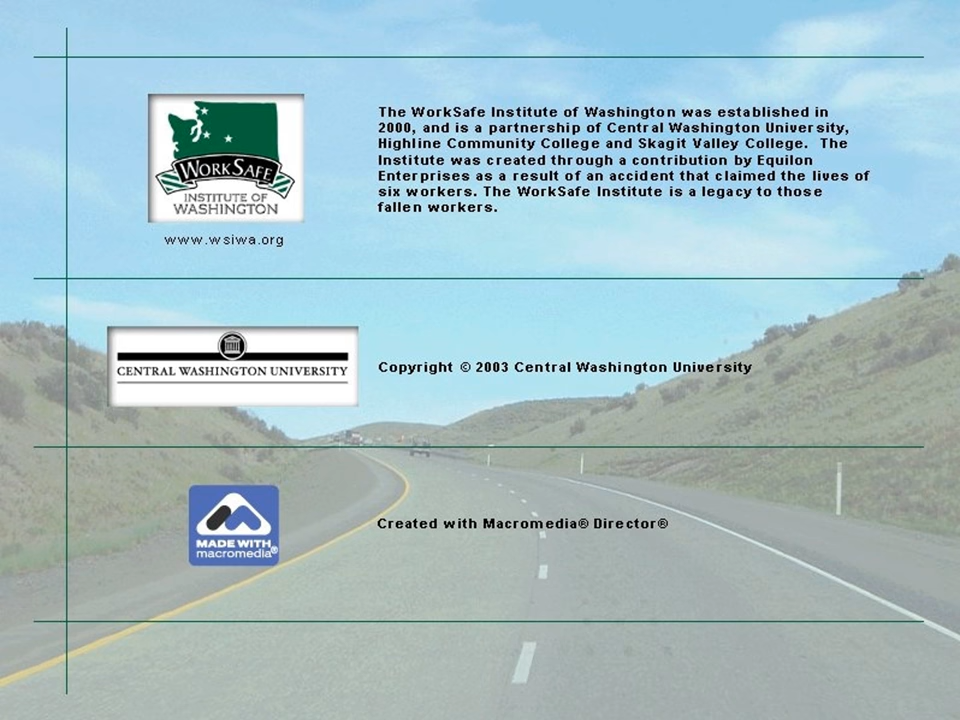 The WorkSafe Institute of Washington was established in
2000, and is a partnership of Central Washington University,
Highline Community College and Skagit Valley College. The
Institute was created through a contribution by Equilon
Enterprises as a result of an accident that claimed the lives of
six workers. The WorkSafe Institute is a legacy to those
fallen workers.
WORKSAFE
INSTITUTE OF
WASHINGTON
www.wsiwa.org
CENTRAL WASHINGTON UNIVERSITY
Copyright © 2003 Central Washington University
MADE WITH
macromedia®
Created with Macromedia® Director®